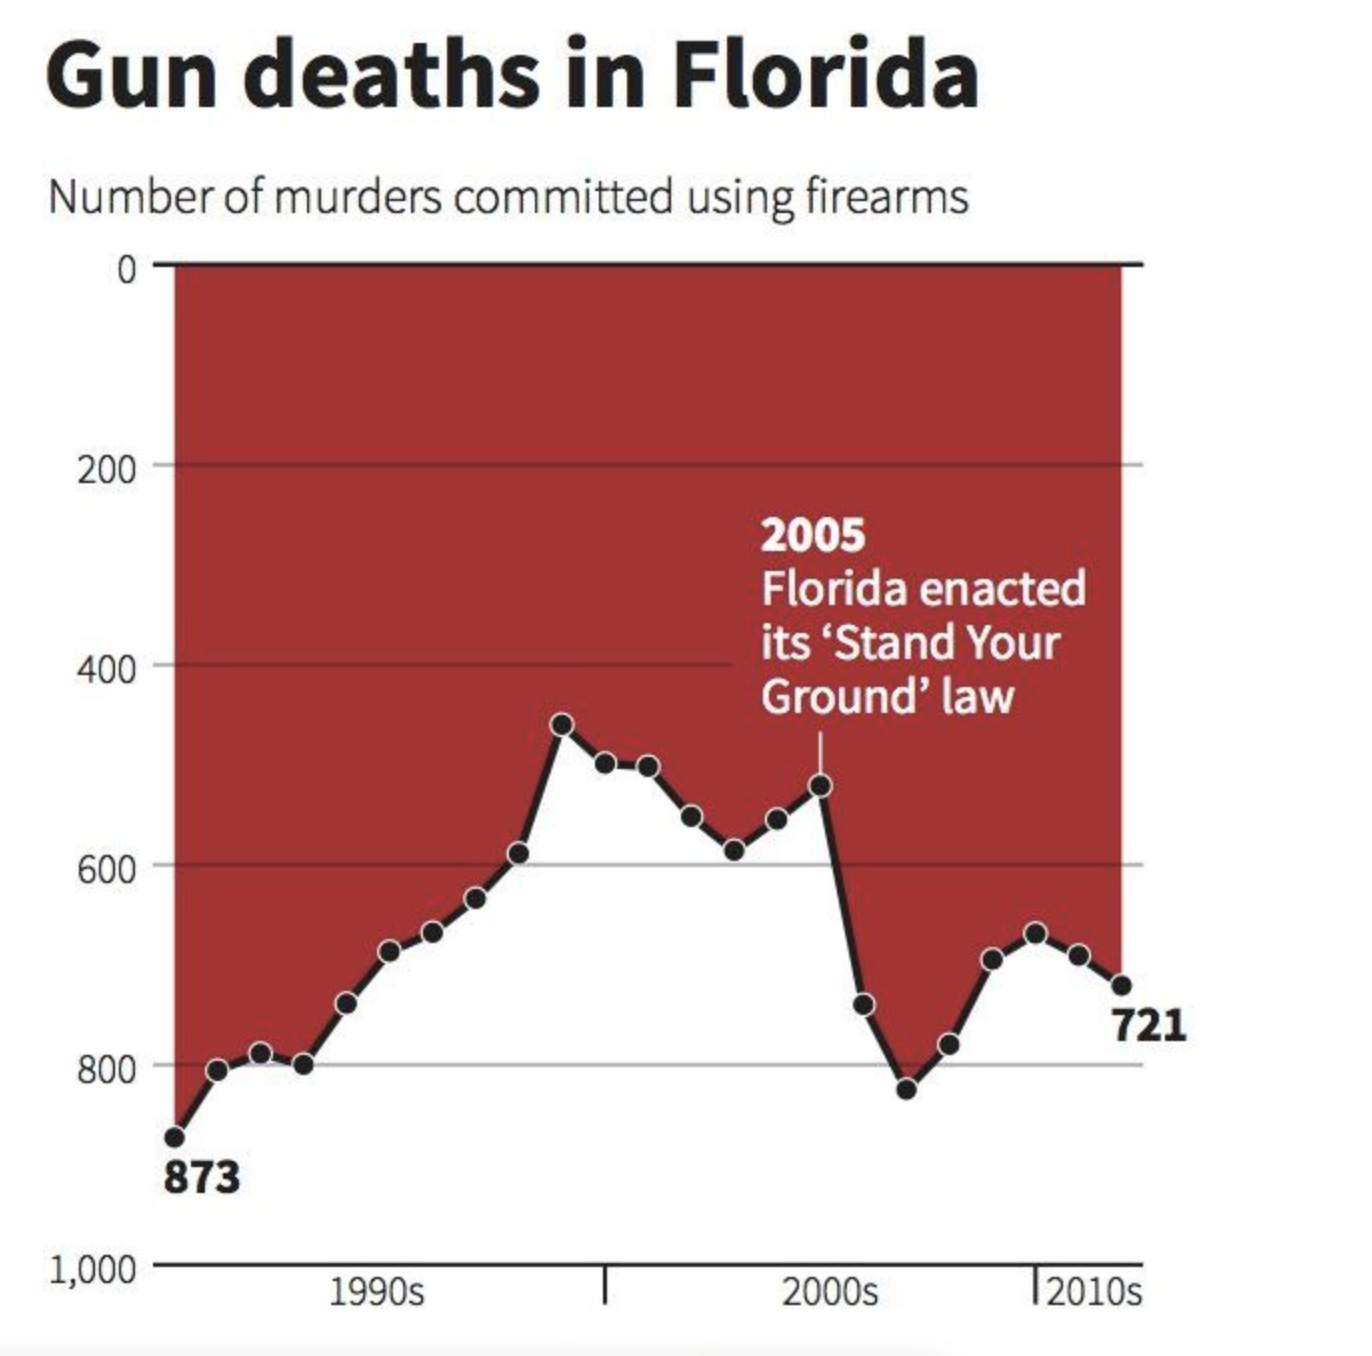 Gun deaths in Florida
Number of murders committed using firearms
0
200
2005
Florida enacted
its ‘Stand Your
Ground’ law
400
600
800
721
873
1,000
1990s 2000s 2010s